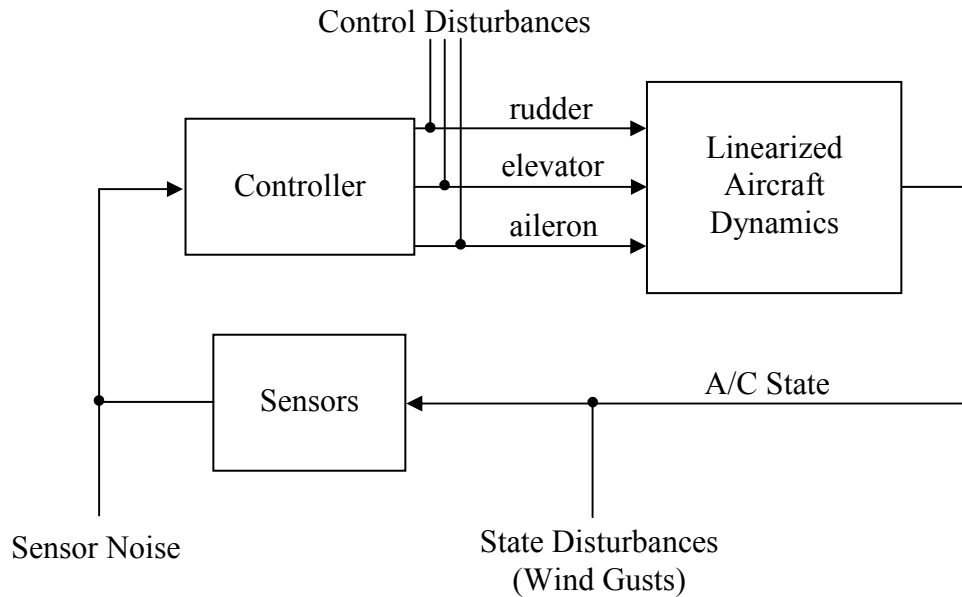 Control Disturbances
rudder
Controller
elevator
aileron
Linearized
Aircraft
Dynamics
Sensors
A/C State
Sensor Noise
State Disturbances
(Wind Gusts)